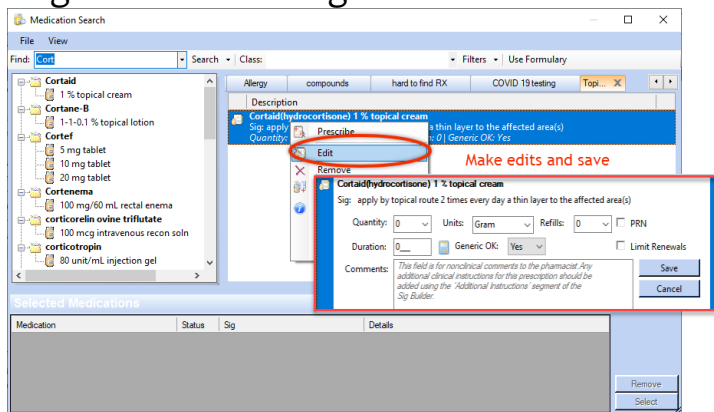 Medication Search
File View
Find: Cort Search Class: Filters Use Formulary
Cortaid
1 % topical cream
Cortane-B
1-1-0.1 % topical lotion
Cortef
5 mg tablet
10 mg tablet
20 mg tablet
Cortenema
100 mg/60 mL rectal enema
corticorelin ovine triflutate
100 mcg intravenous recon soln
corticotropin
80 unit/mL injection gel
Allergy compounds hard to find RX COVID 19 testing Topi... X
Description
Cortaid(hydrocortisone) 1 % topical cream
Sig: apply a thin layer to the affected area(s)
Quantity: 0 | Generic OK: Yes
Prescribe
Edit
Remove
Make edits and save
Cortaid(hydrocortisone) 1 % topical cream
Sig: apply by topical route 2 times every day a thin layer to the affected area(s)
Quantity: 0 Units: Gram Refills: 0 PRN
Duration: 0__ Generic OK: Yes Limit Renewals
Comments: This field is for nonclinical comments to the pharmacist. Any
additional clinical instructions for this prescription should be
added using the 'Additional Instructions' segment of the
Sig Builder.
Save
Cancel
Selected Medications
Medication Status Sig Details
Remove
Select